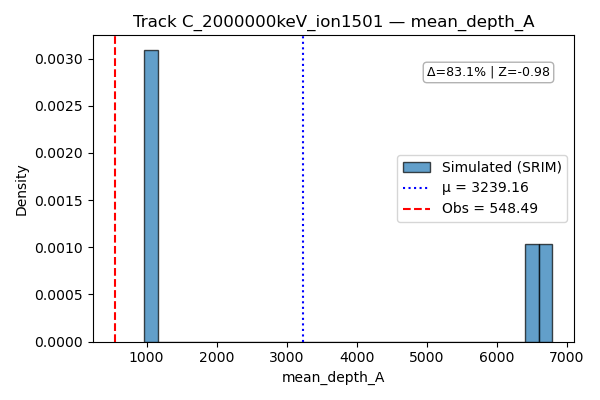 Track C_2000000keV_ion1501 — mean_depth_A
Δ=83.1% | Z=-0.98
Simulated (SRIM)
μ = 3239.16
Obs = 548.49
Density
0.0030
0.0025
0.0020
0.0015
0.0010
0.0005
0.0000
1000 2000 3000 4000 5000 6000 7000
mean_depth_A